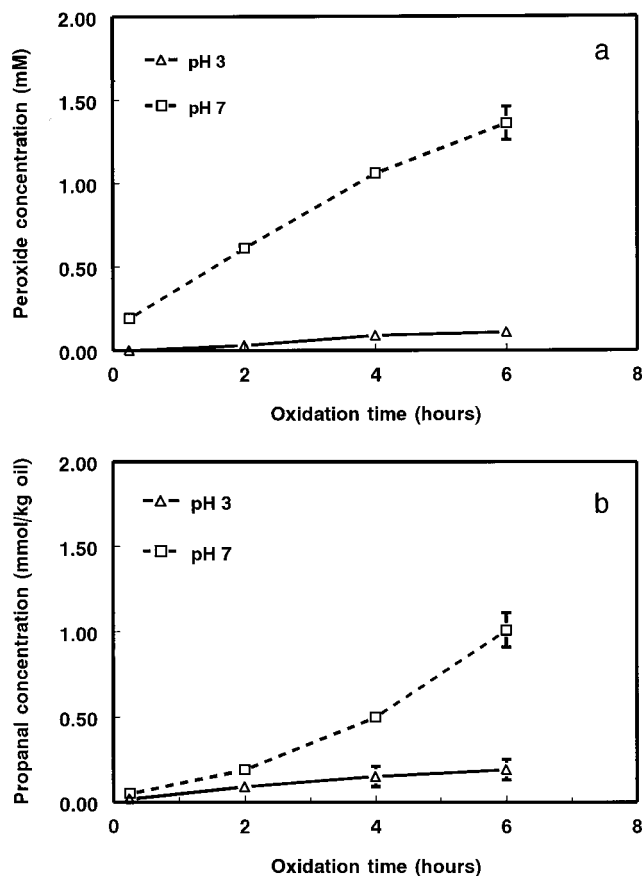 2.00
1.50
1.00
0.50
0.00
Peroxide concentration (mM)
pH 3
pH 7
a
0 2 4 6 8
Oxidation time (hours)
2.00
1.50
1.00
0.50
0.00
Propanal concentration (mmol/kg oil)
pH 3
pH 7
b
0 2 4 6 8
Oxidation time (hours)